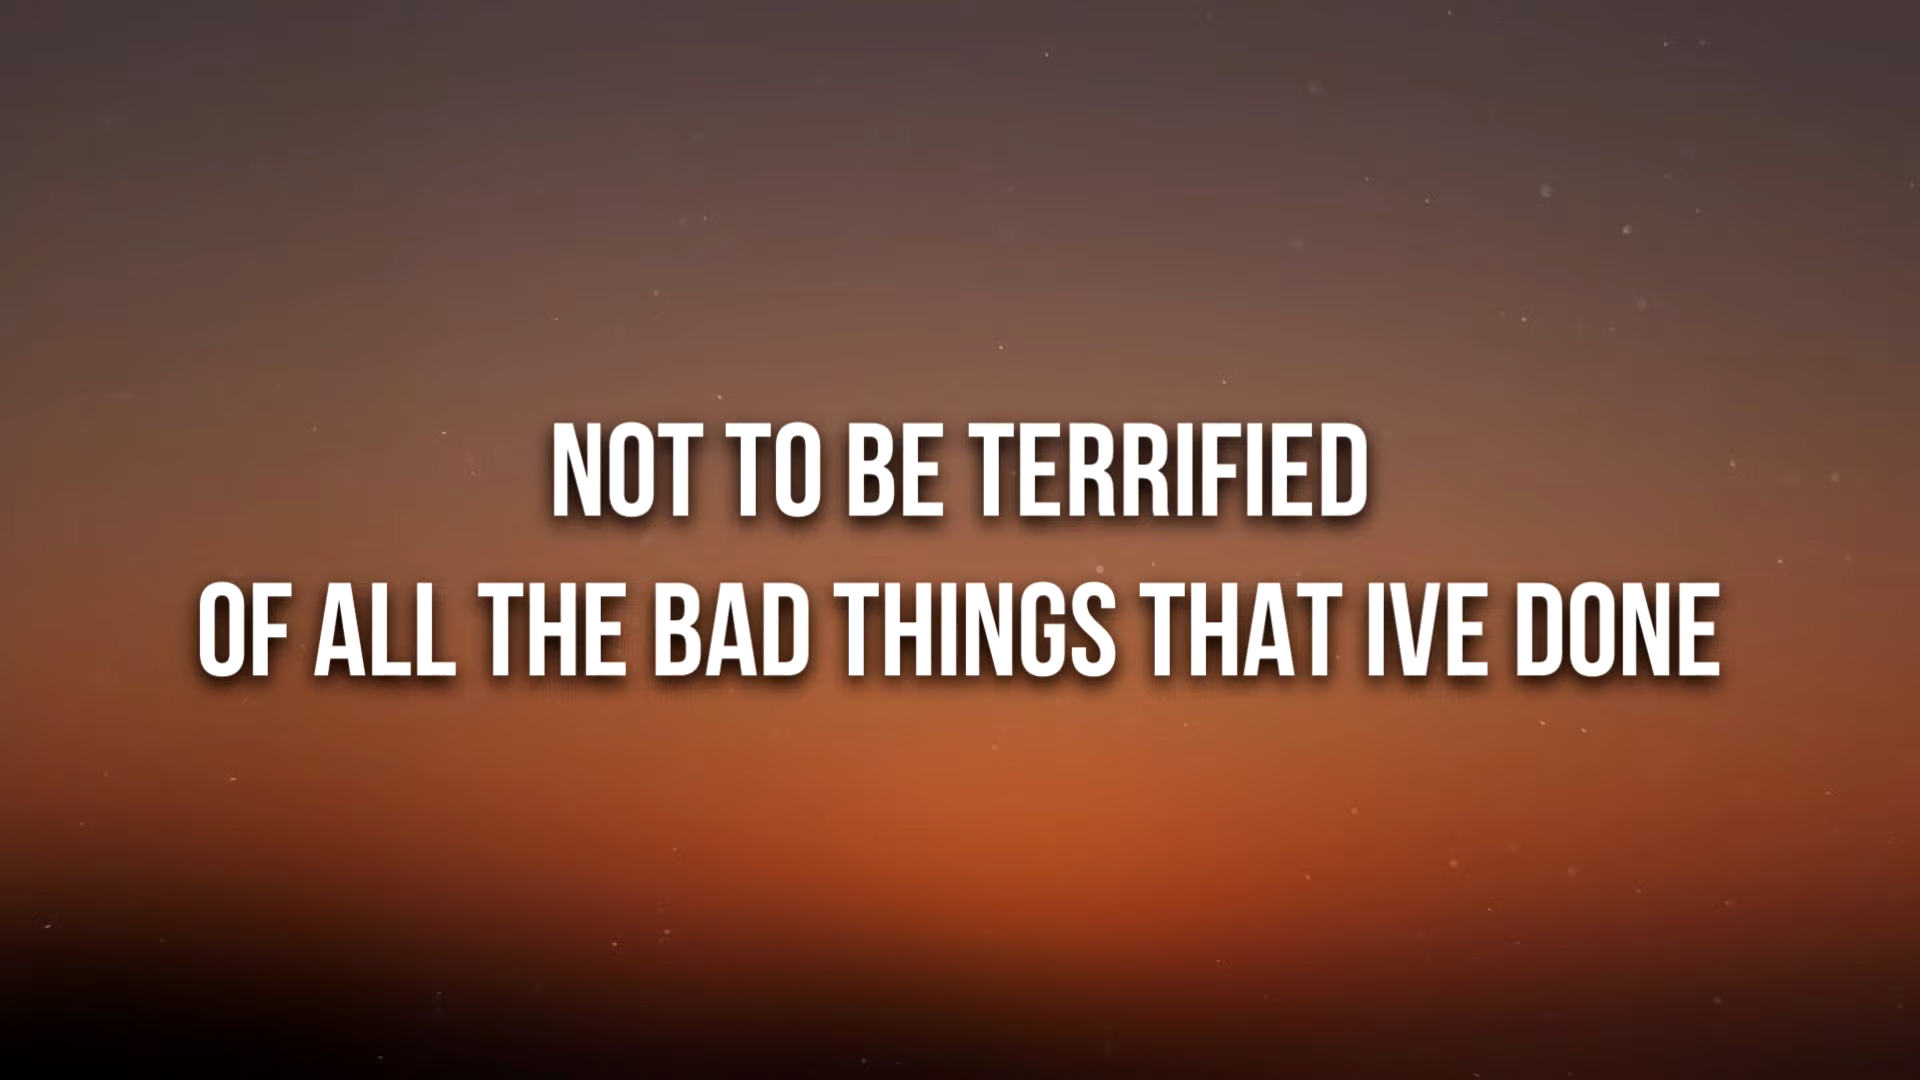 NOT TO BE TERRIFIED
OF ALL THE BAD THINGS THAT IVE DONE